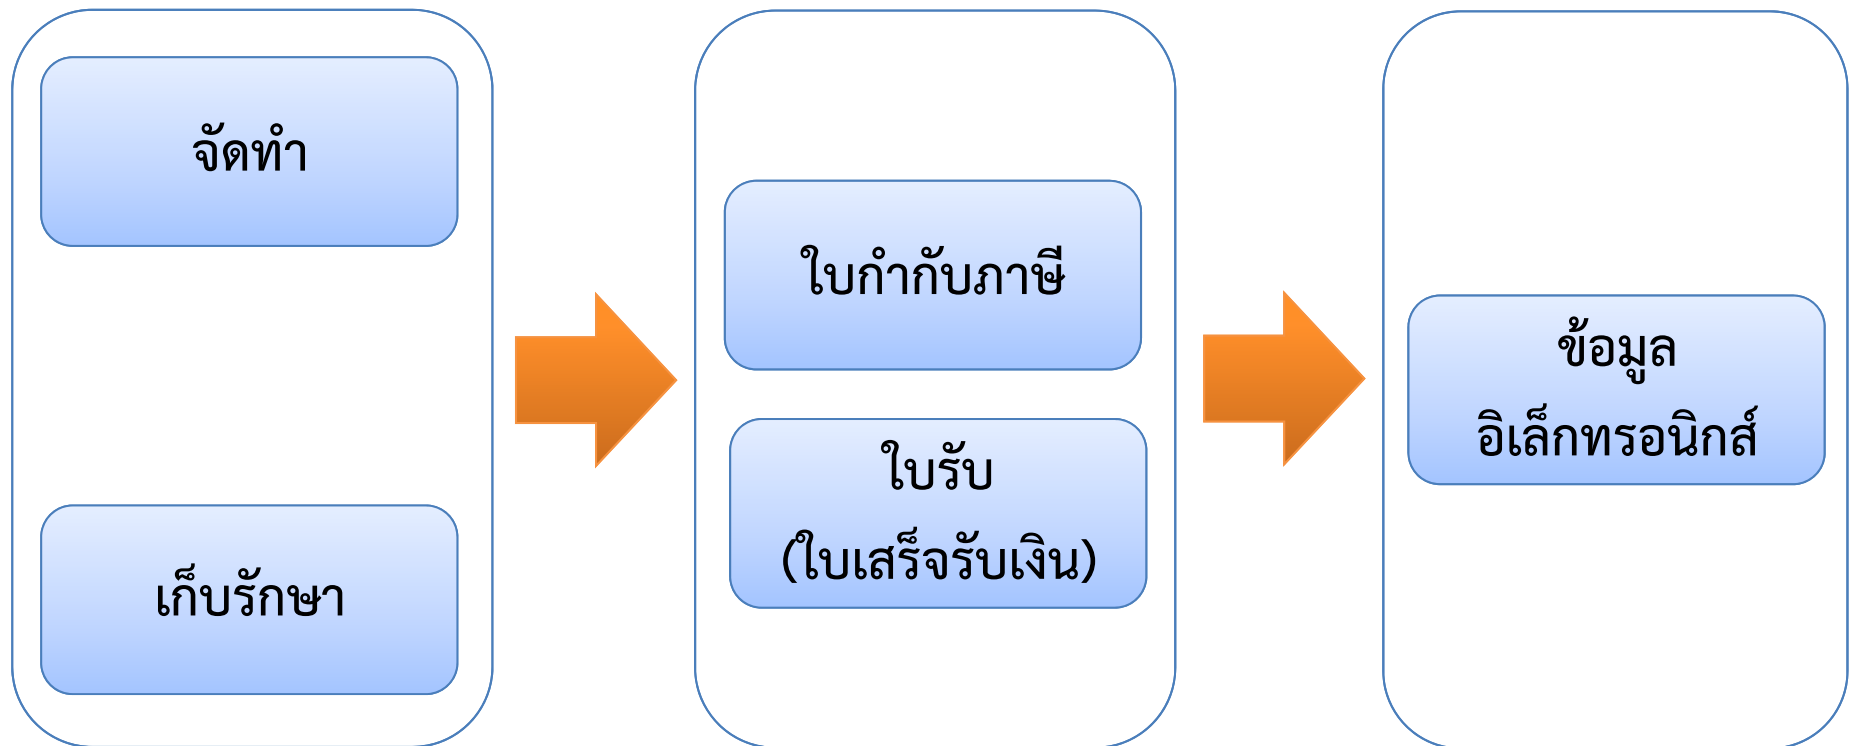 จัดทำ
เก็บรักษา
ใบกำกับภาษี
ใบรับ
(ใบเสร็จรับเงิน)
ข้อมูล
อิเล็กทรอนิกส์